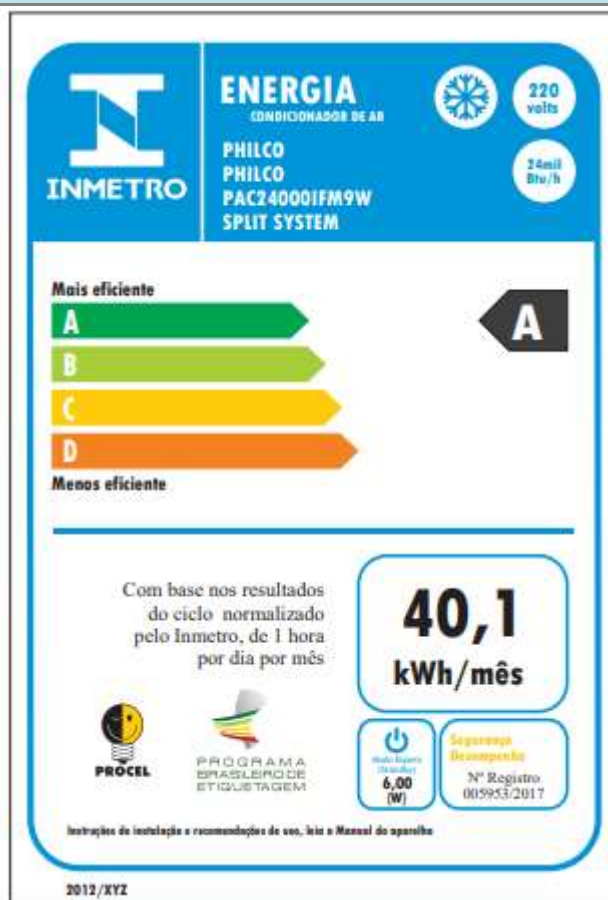 INMETRO
ENERGIA
CONDICIONADOR DE AR
220
volts
24mil
Btu/h
PHILCO
PHILCO
PAC24000IFM9W
SPLIT SYSTEM
Mais eficiente
A
A
B
C
D
Menos eficiente
Com base nos resultados
do ciclo normalizado
pelo Inmetro, de 1 hora
por dia por mês
40,1
kWh/mês
PROCEL
PROGRAMA
BRASILEIRO DE
ETIQUETAGEM
6,00
(W)
Segurança
Desempenho
Nº Registro
005953/2017
Instruções de instalação e recomendações de uso, leia o Manual do aparelho
2012/XYZ